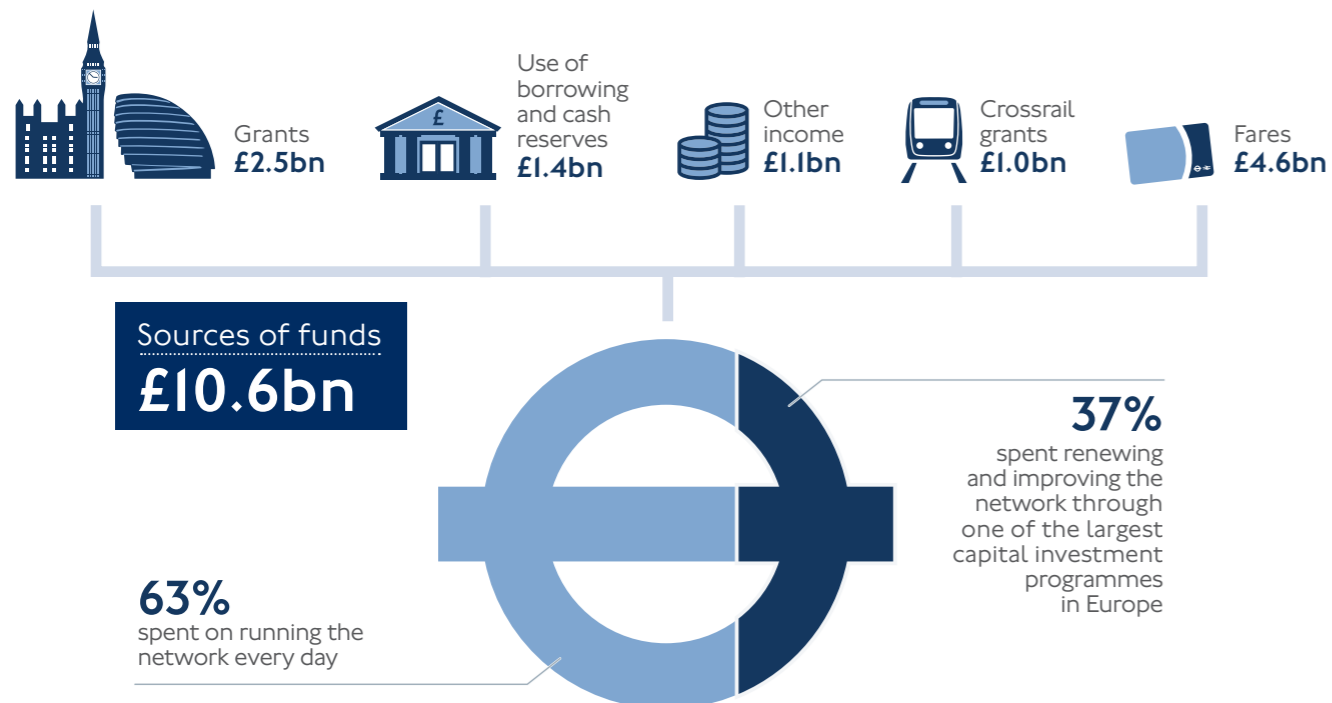 Grants
£2.5bn
£
Use of
borrowing
and cash
reserves
£1.4bn
Other
income
£1.1bn
Crossrail
grants
£1.0bn
Fares
£4.6bn
Sources of funds
£10.6bn
37%
spent renewing
and improving the
network through
one of the largest
capital investment
programmes
in Europe
63%
spent on running the
network every day